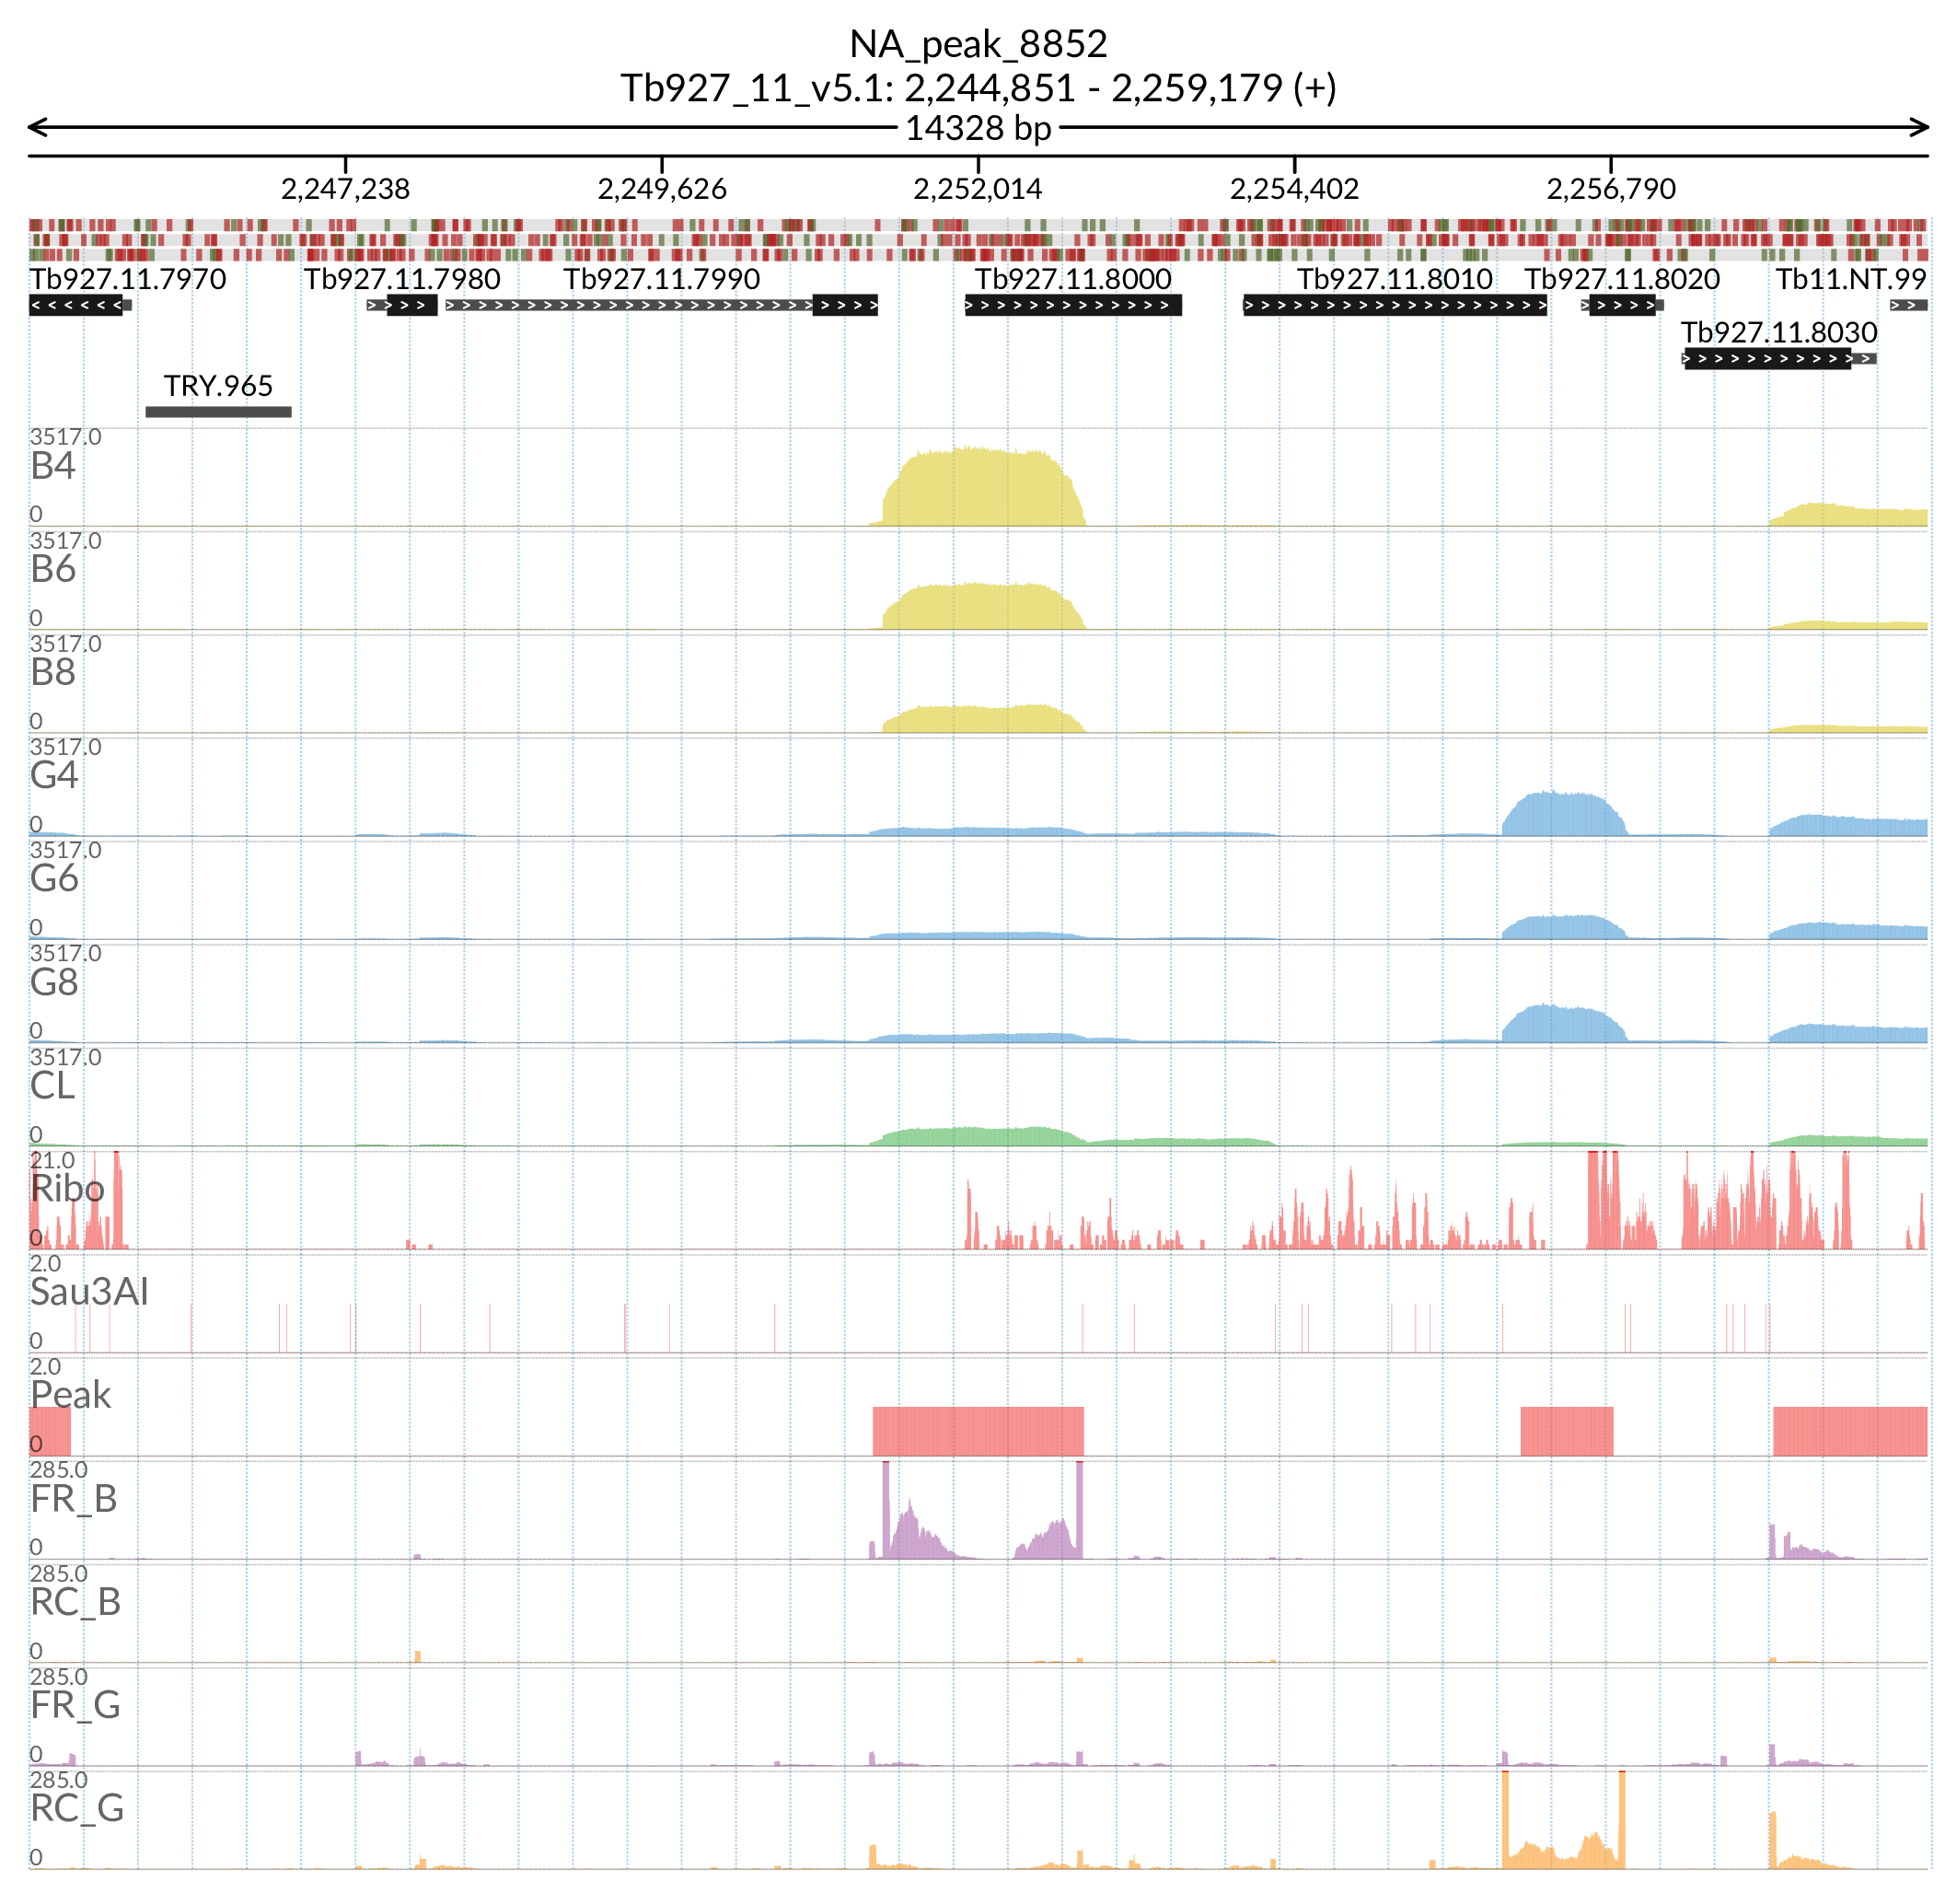 NA_peak_8852
Tb927_11_v5.1: 2,244,851 - 2,259,179 (+)
14328 bp
2,247,238 2,249,626 2,252,014 2,254,402 2,256,790
Tb927.11.7970 Tb927.11.7980 Tb927.11.7990 Tb927.11.8000 Tb927.11.8010 Tb927.11.8020 Tb11.NT.99
Tb927.11.8030
TRY.965
3517.0
B4
0
3517.0
B6
0
3517.0
B8
0
3517.0
G4
0
3517.0
G6
0
3517.0
G8
0
3517.0
CL
0
21.0
Ribo
0
2.0
Sau3AI
0
2.0
Peak
0
285.0
FR_B
0
285.0
RC_B
0
285.0
FR_G
0
285.0
RC_G
0